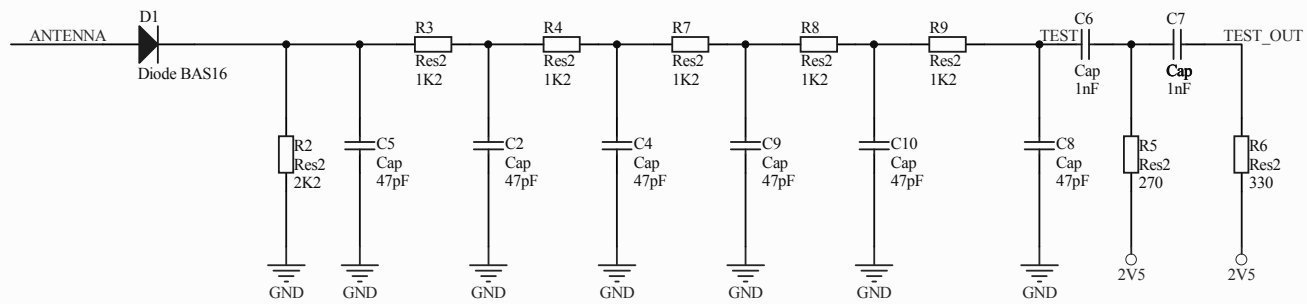 D1
ANTENNA
Diode BAS16
R3
Res2
1K2
R4
Res2
1K2
R7
Res2
1K2
R8
Res2
1K2
R9
Res2
1K2
TEST
C6
Cap
1nF
C7
Cap
1nF
TEST_OUT
R2
Res2
2K2
C5
Cap
47pF
C2
Cap
47pF
C4
Cap
47pF
C9
Cap
47pF
C10
Cap
47pF
C8
Cap
47pF
R5
Res2
270
R6
Res2
330
GND
GND
GND
GND
GND
GND
GND
2V5
2V5